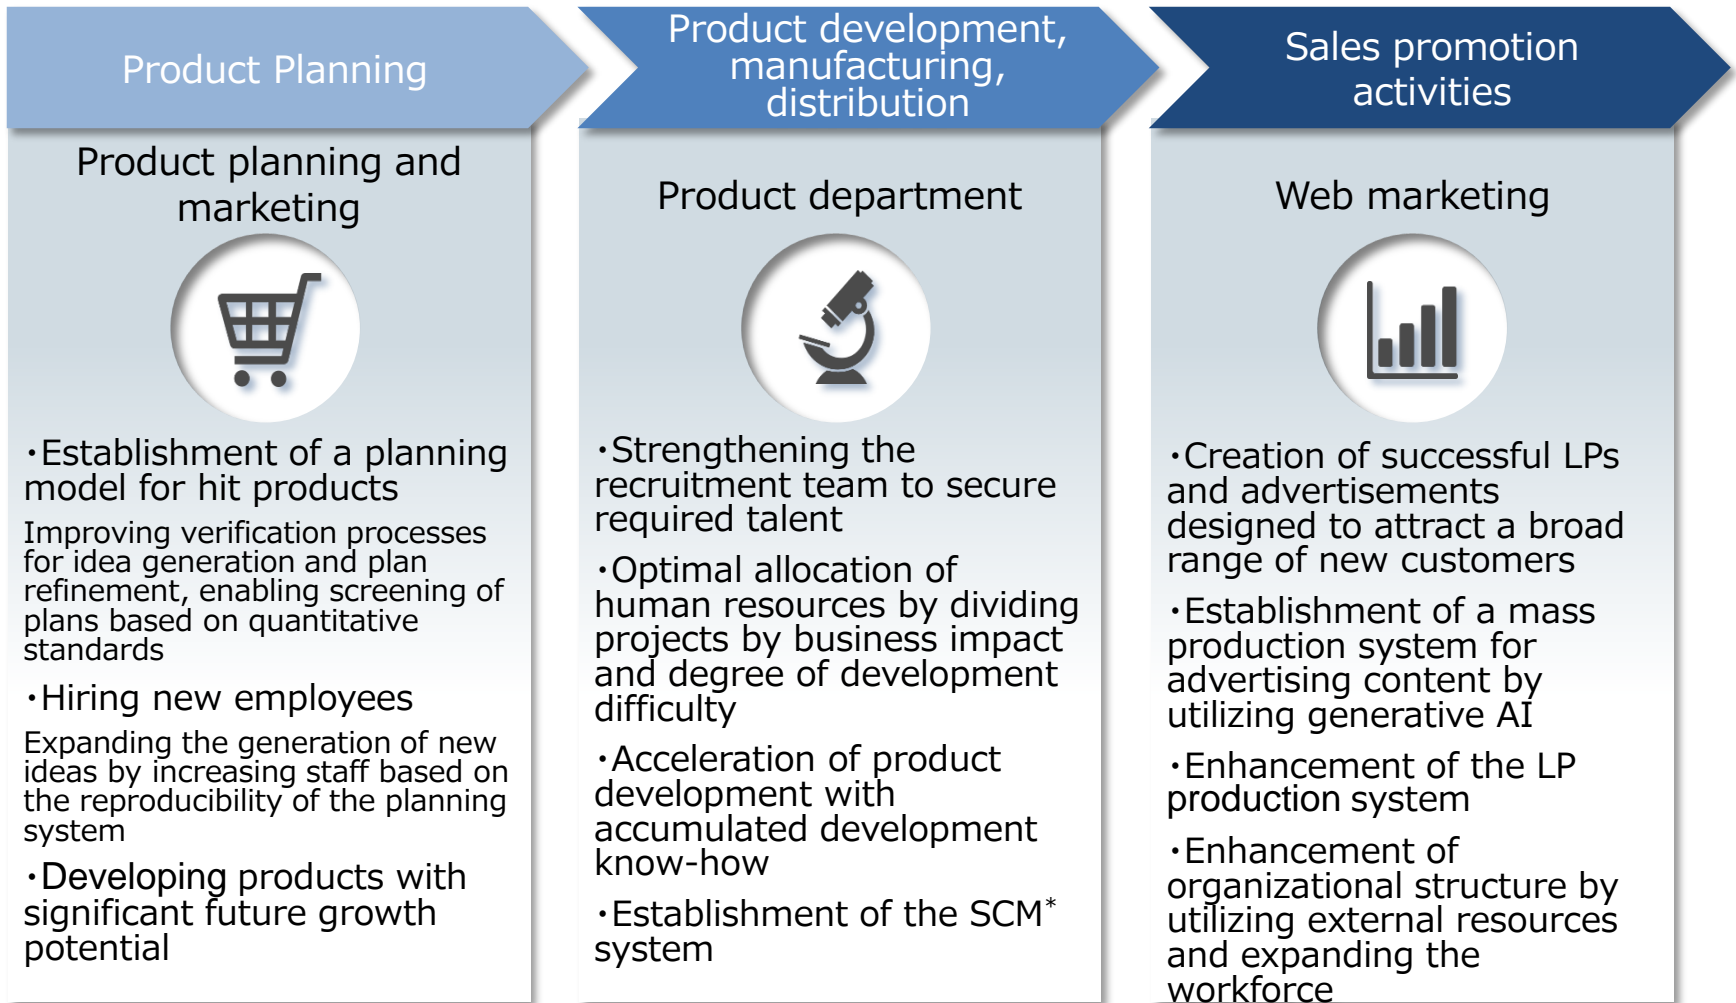 Product Planning
Product planning and
marketing
・Establishment of a planning
model for hit products
Improving verification processes
for idea generation and plan
refinement, enabling screening of
plans based on quantitative
standards
・Hiring new employees
Expanding the generation of new
ideas by increasing staff based on
the reproducibility of the planning
system
・Developing products with
significant future growth
potential
Product development,
manufacturing,
distribution
Product department
・Strengthening the
recruitment team to secure
required talent
・Optimal allocation of
human resources by dividing
projects by business impact
and degree of development
difficulty
・Acceleration of product
development with
accumulated development
know-how
・Establishment of the SCM*
system
Sales promotion
activities
Web marketing
・Creation of successful LPs
and advertisements
designed to attract a broad
range of new customers
・Establishment of a mass
production system for
advertising content by
utilizing generative AI
・Enhancement of the LP
production system
・Enhancement of
organizational structure by
utilizing external resources
and expanding the
workforce